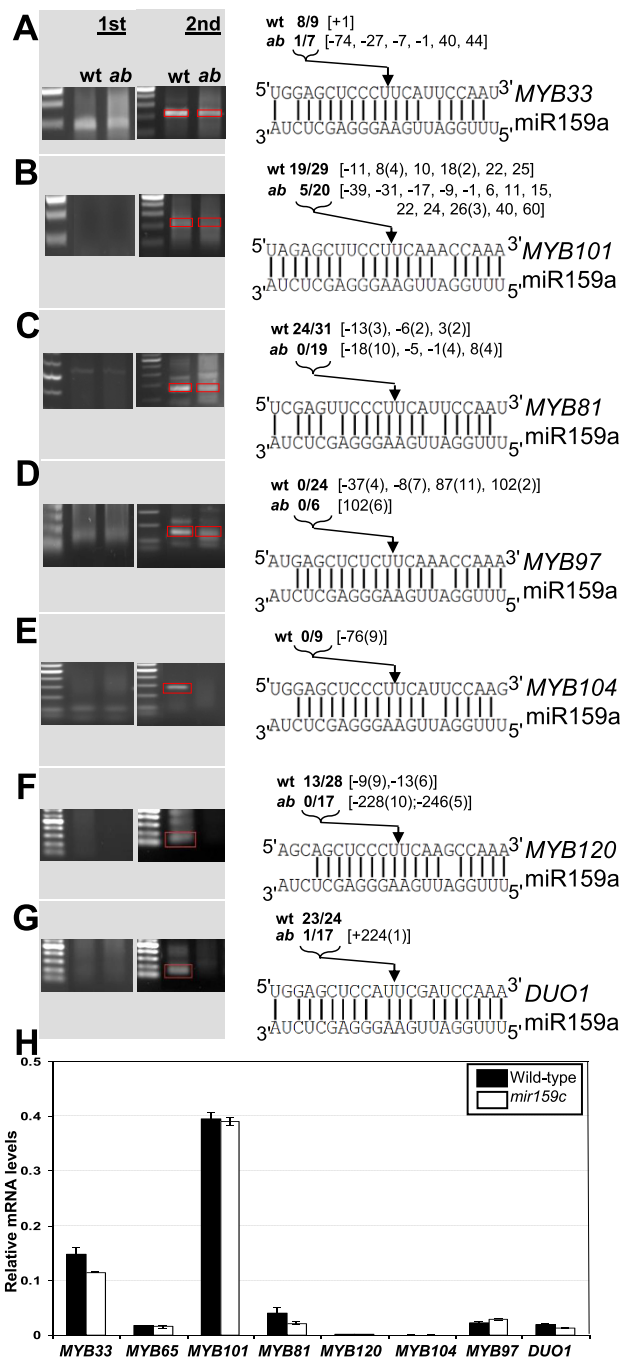 A
1st 2nd
wt ab wt ab
wt 8/9 [+1]
ab 1/7 [-74, -27, -7, -1, 40, 44]
5'UGGAGCUCCCUUCAUUCCAAU3' MYB33
3'AUCUCGAGGGAAGUUAGGUUU5' miR159a
B
wt 19/29 [-11, 8(4), 10, 18(2), 22, 25]
ab 5/20 [-39, -31, -17, -9, -1, 6, 11, 15,
22, 24, 26(3), 40, 60]
5'UAGAGCUUCCUUCAAACCAAA3' MYB101
3'AUCUCGAGGGAAGUUAGGUUU5' miR159a
C
wt 24/31 [-13(3), -6(2), 3(2)]
ab 0/19 [-18(10), -5, -1(4), 8(4)]
5'UCGAGUUCCCUUCAUUCCAAU3' MYB81
3'AUCUCGAGGGAAGUUAGGUUU5' miR159a
D
wt 0/24 [-37(4), -8(7), 87(11), 102(2)]
ab 0/6 [102(6)]
5'AUGAGCUCUCUUCAAACCAAA3' MYB97
3'AUCUCGAGGGAAGUUAGGUUU5' miR159a
E
wt 0/9 [-76(9)]
5'UGGAGCUCCCUUCAUUCCAAG3' MYB104
3'AUCUCGAGGGAAGUUAGGUUU5' miR159a
F
wt 13/28 [-9(9),-13(6)]
ab 0/17 [-228(10);-246(5)]
5'AGCAGCUCCCUUCAAGCCAAA3' MYB120
3'AUCUCGAGGGAAGUUAGGUUU5' miR159a
G
wt 23/24
ab 1/17 [+224(1)]
5'UGGAGCUCCAUUCGAUCCAAA3' DUO1
3'AUCUCGAGGGAAGUUAGGUUU5' miR159a
H
Relative mRNA levels
0.5
0.4
0.3
0.2
0.1
0
Wild-type
mir159c
MYB33 MYB65 MYB101 MYB81 MYB120 MYB104 MYB97 DUO1